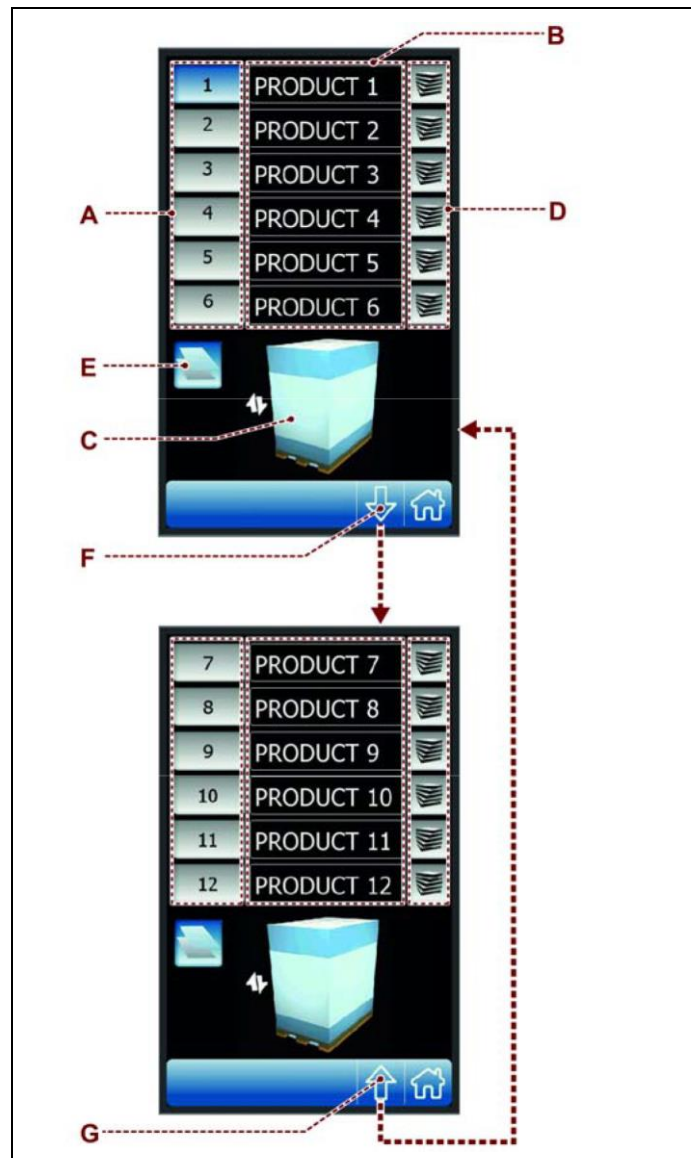 B
1 PRODUCT 1
2 PRODUCT 2
3 PRODUCT 3
A 4 PRODUCT 4 D
5 PRODUCT 5
6 PRODUCT 6
E
C
F
7 PRODUCT 7
8 PRODUCT 8
9 PRODUCT 9
10 PRODUCT 10
11 PRODUCT 11
12 PRODUCT 12
G